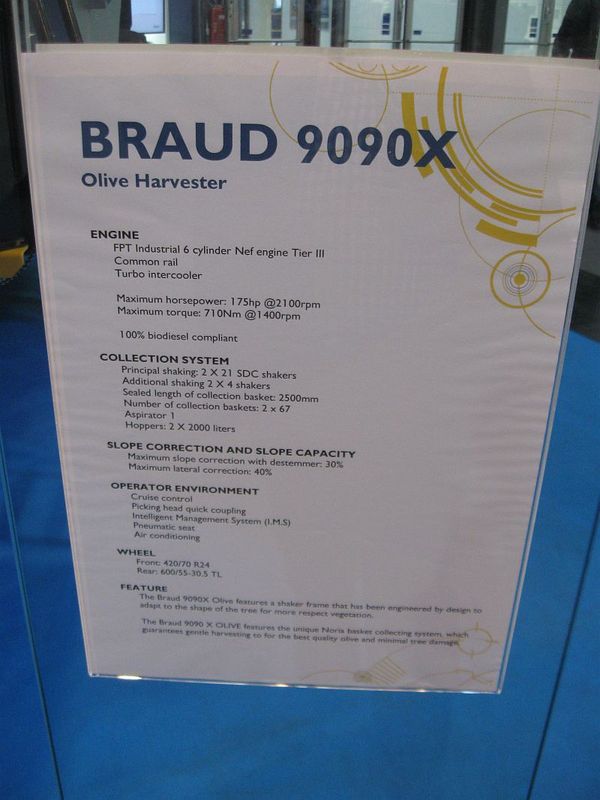 BRAUD 9090X
Olive Harvester
ENGINE
FPT Industrial 6 cylinder Nef engine Tier III
Common rail
Turbo intercooler
Maximum horsepower: 175hp @2100rpm
Maximum torque: 710Nm @1400rpm
100% biodiesel compliant
COLLECTION SYSTEM
Principal shaking: 2 X 21 SDC shakers
Additional shaking 2 X 4 shakers
Sealed length of collection basket: 2500mm
Number of collection baskets: 2 x 67
Aspirator 1
Hoppers: 2 X 2000 liters
SLOPE CORRECTION AND SLOPE CAPACITY
Maximum slope correction with destemmer: 30%
Maximum lateral correction: 40%
OPERATOR ENVIRONMENT
Cruise control
Picking head quick coupling
Intelligent Management System (I.M.S)
Pneumatic seat
Air conditioning
WHEEL
Front: 420/70 R24
Rear: 600/55-30.5 TL
FEATURE
The Braud 9090X Olive features a shaker frame that has been engineered by design to
adapt to the shape of the tree for more respect vegetation.
The Braud 9090 X OLIVE features the unique Noria basket collecting system, which
guarantees gentle harvesting to for the best quality olive and minimal tree damage.